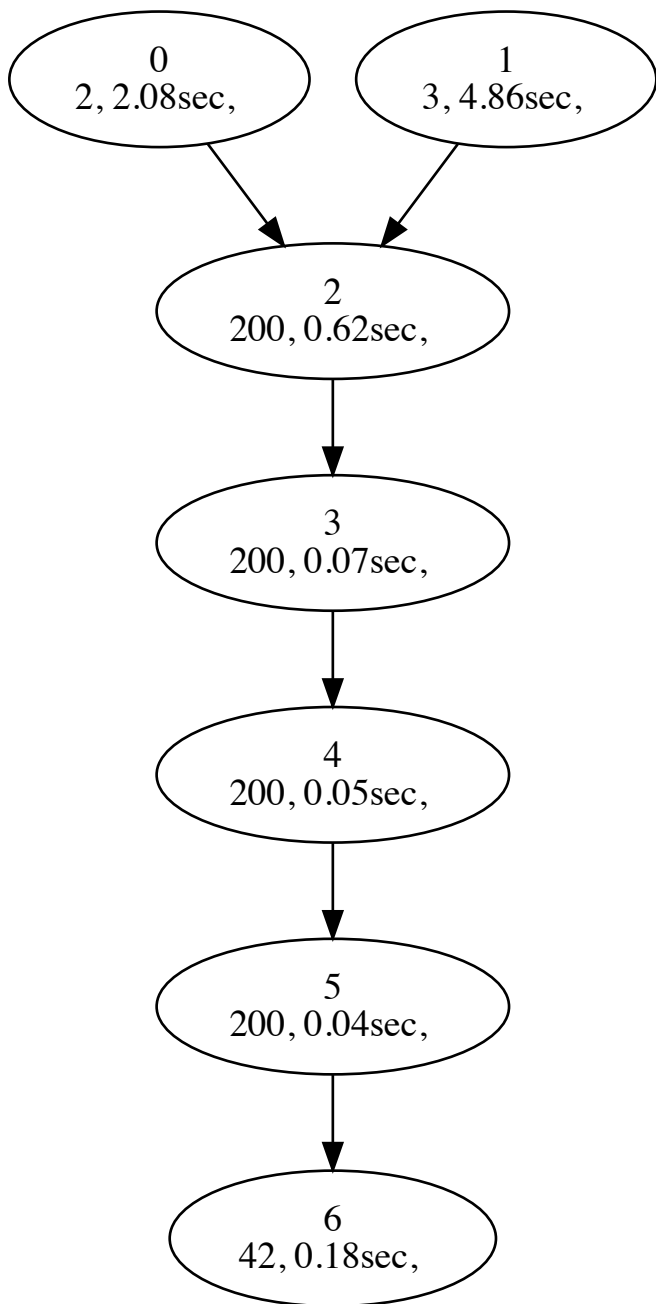 0
2, 2.08sec,
1
3, 4.86sec,
2
200, 0.62sec,
3
200, 0.07sec,
4
200, 0.05sec,
5
200, 0.04sec,
6
42, 0.18sec,